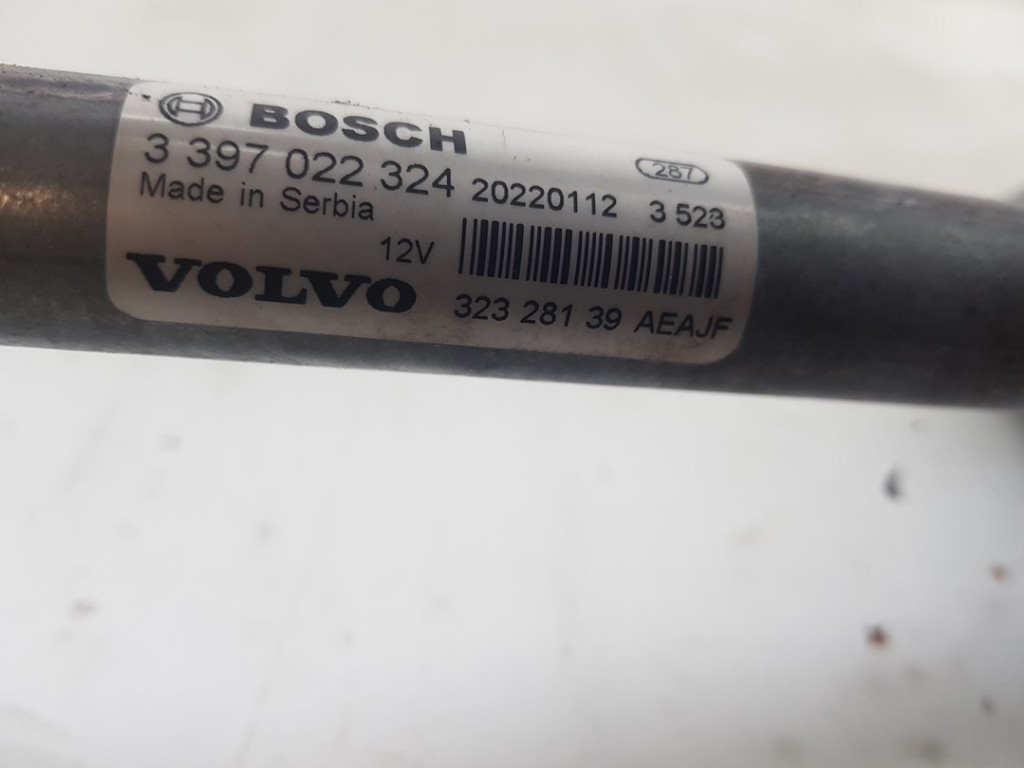 BOSCH
287
3 397 022 324 20220112 3 523
Made in Serbia
12V
VOLVO
323 281 39 AEAJF